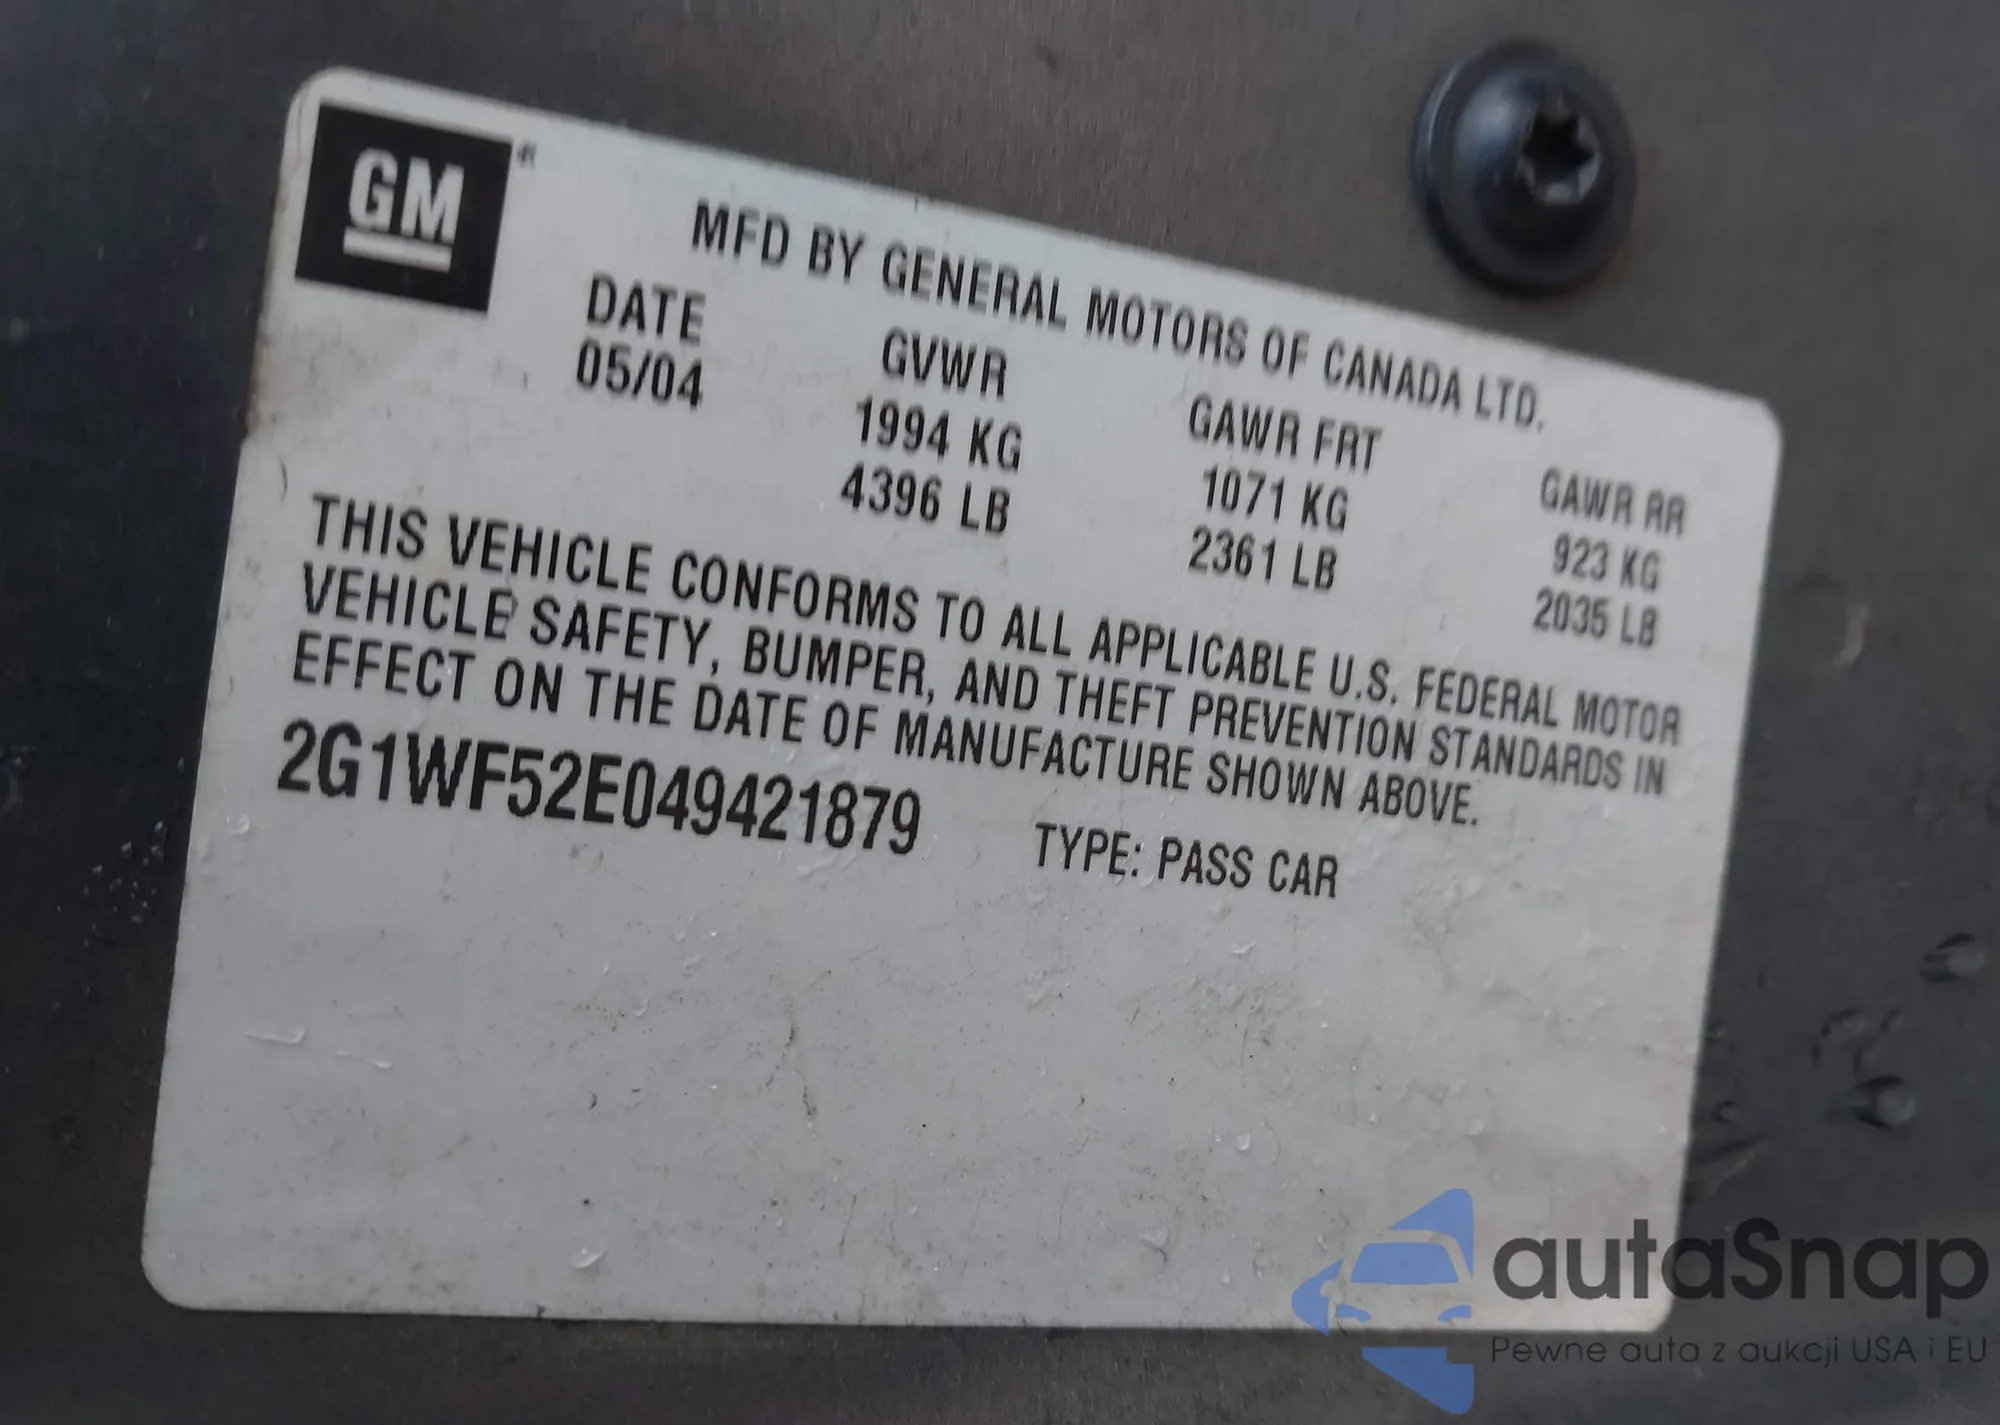 GM
MFD BY GENERAL MOTORS OF CANADA LTD.
DATE GVWR GAWR FRT GAWR RR
05/04 1994 KG 1071 KG 923 KG
4396 LB 2361 LB 2035 LB
THIS VEHICLE CONFORMS TO ALL APPLICABLE U.S. FEDERAL MOTOR
VEHICLE SAFETY, BUMPER, AND THEFT PREVENTION STANDARDS IN
EFFECT ON THE DATE OF MANUFACTURE SHOWN ABOVE.
2G1WF52E049421879 TYPE: PASS CAR
autaSnap
Pewne auta z aukcji USA i EU